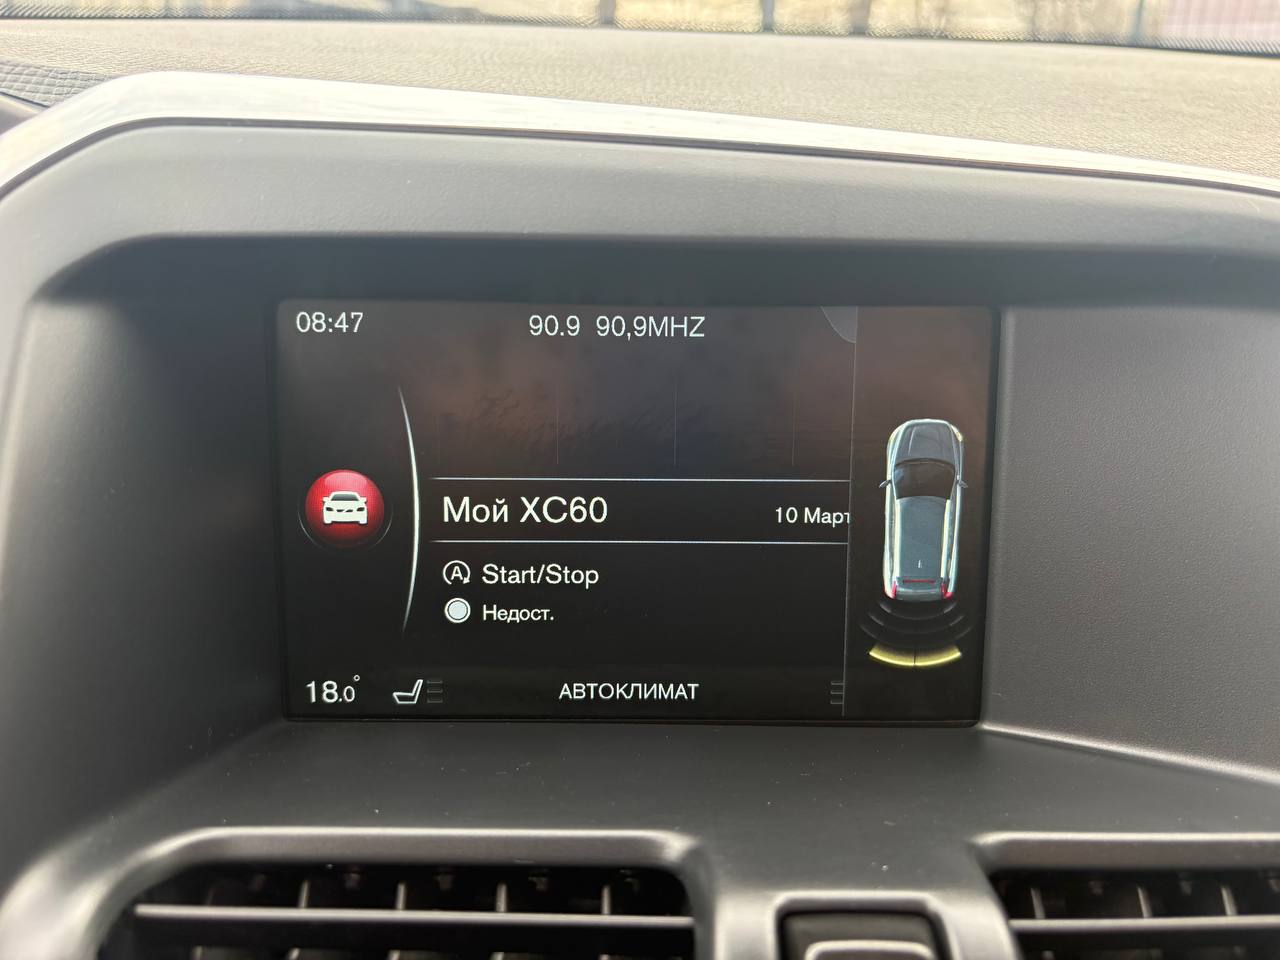 08:47
90.9 90,9MHZ
Мой XC60
10 Март
A Start/Stop
Недост.
18.0°
АВТОКЛИМАТ